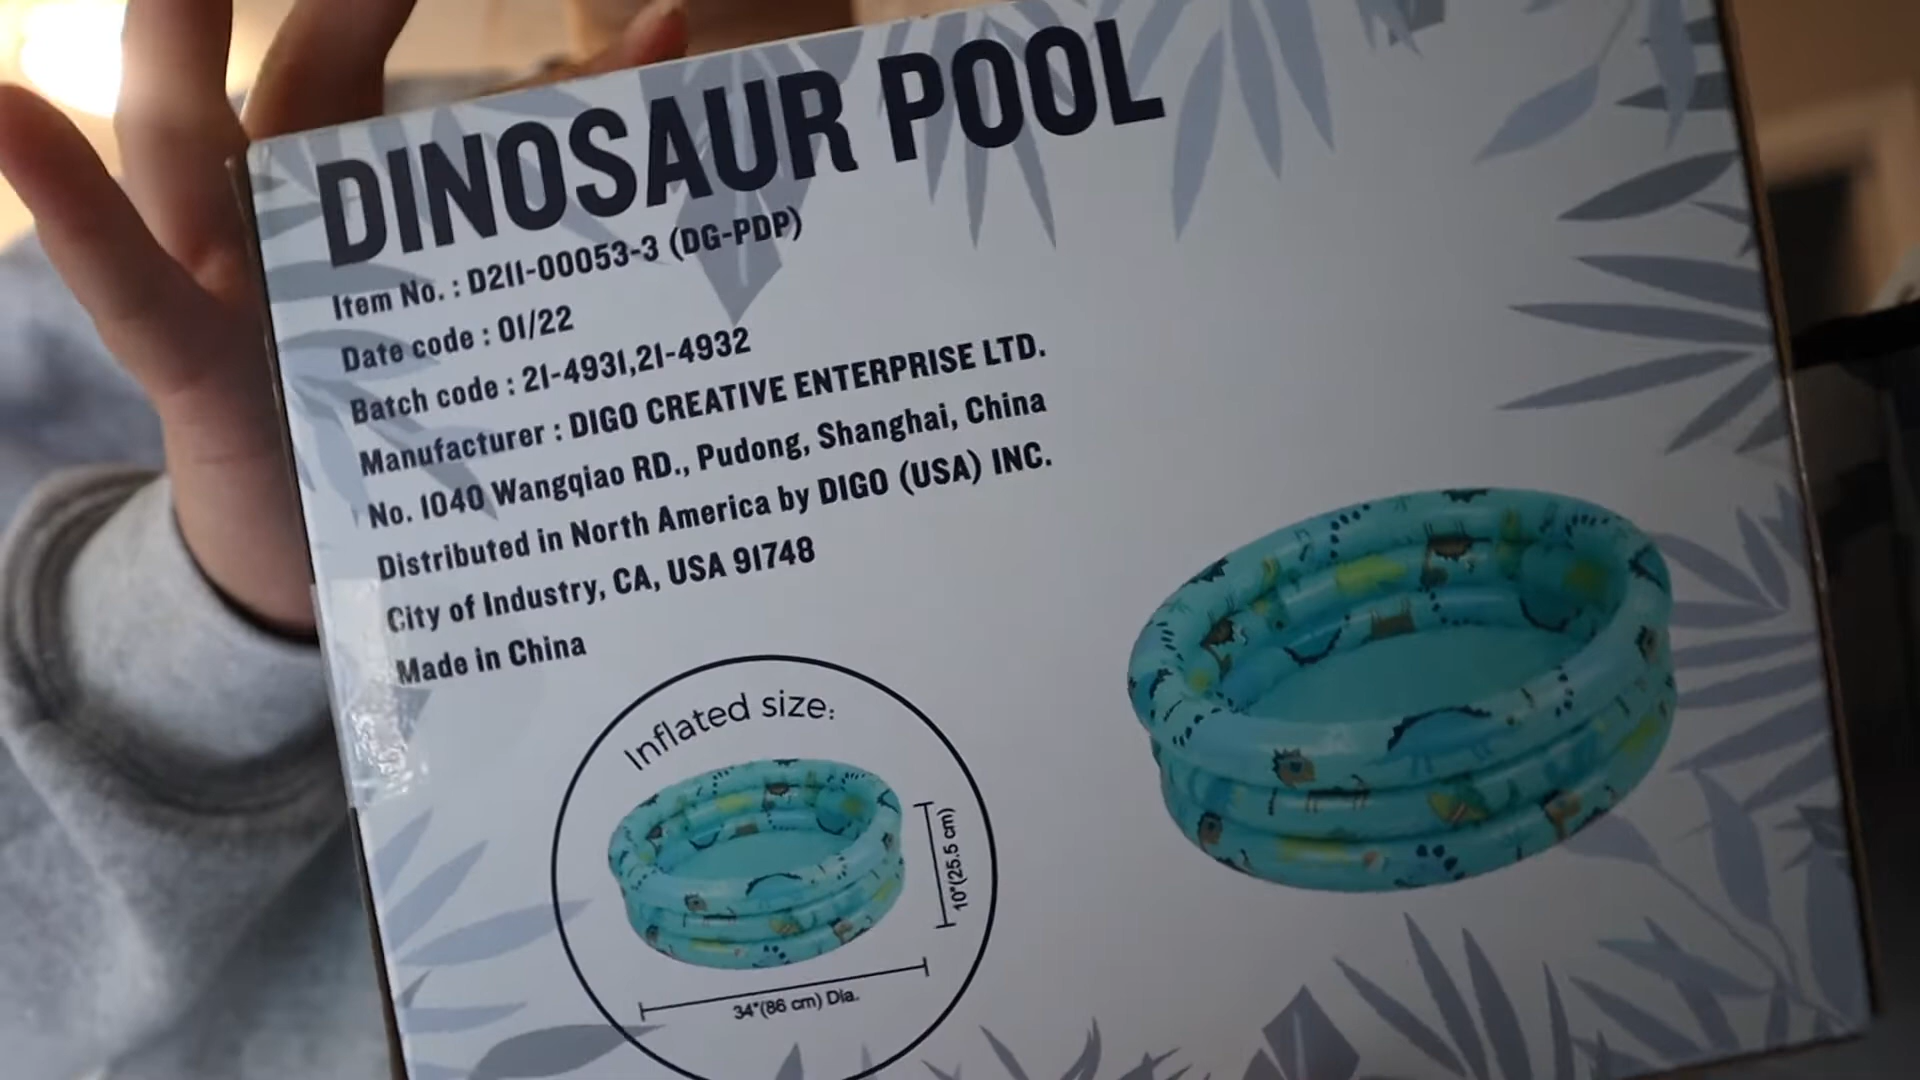 DINOSAUR POOL
Item No. : D211-00053-3 (DG-PDP)
Date code : 01/22
Batch code : 21-4931,21-4932
Manufacturer : DIGO CREATIVE ENTERPRISE LTD.
No. 1040 Wangqiao RD., Pudong, Shanghai, China
Distributed in North America by DIGO (USA) INC.
City of Industry, CA, USA 91748
Made in China
Inflated size:
10"(25.5 cm)
34"(86 cm) Dia.